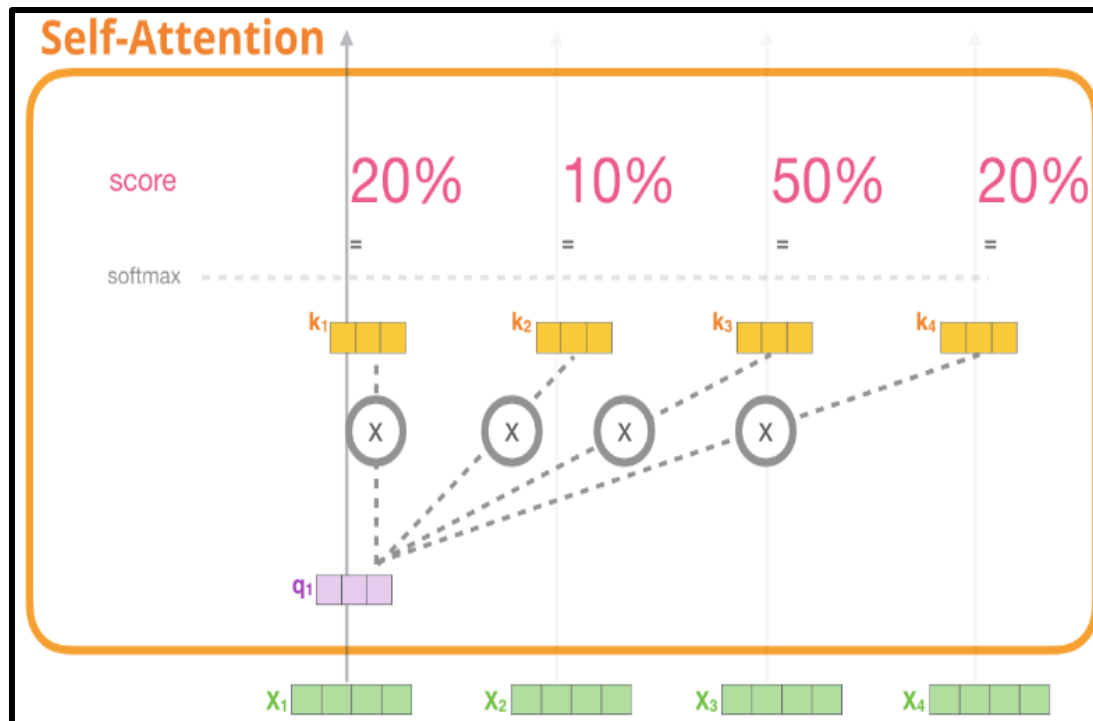 Self-Attention
score 20% 10% 50% 20%
= = = =
softmax
k₁ k₂ k₃ k₄
X X X X
q₁
X₁ X₂ X₃ X₄